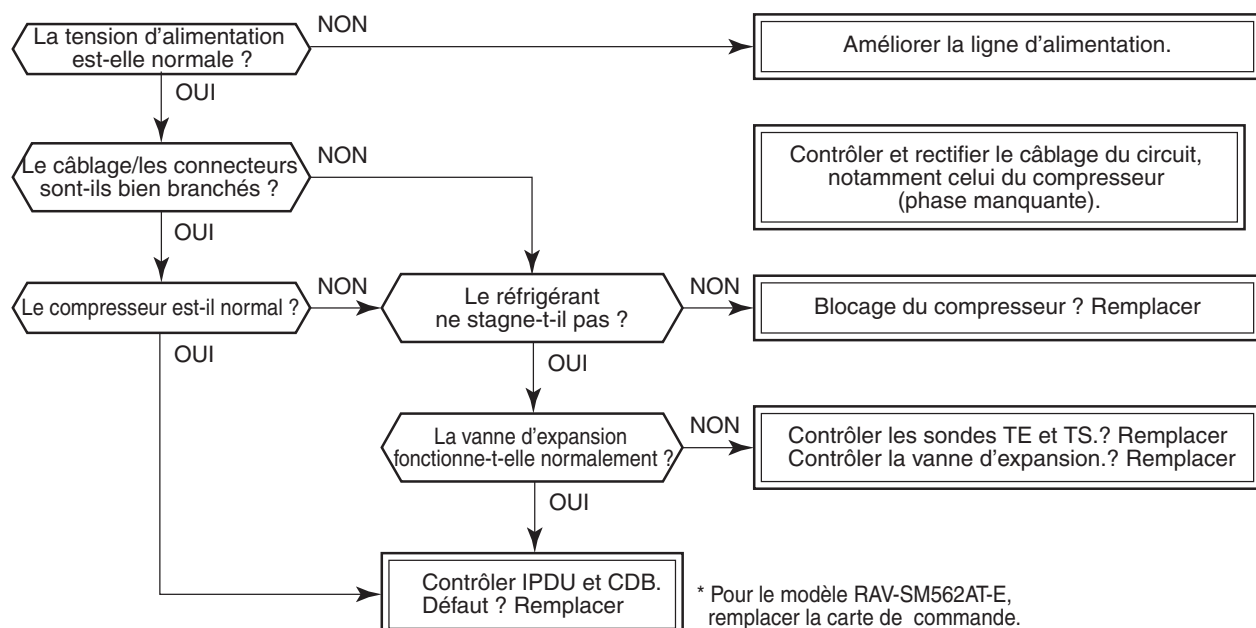 La tension d'alimentation
est-elle normale ?
NON
Améliorer la ligne d'alimentation.
OUI
Le câblage/les connecteurs
sont-ils bien branchés ?
NON
Contrôler et rectifier le câblage du circuit,
notamment celui du compresseur
(phase manquante).
OUI
Le compresseur est-il normal ?
NON
Le réfrigérant
ne stagne-t-il pas ?
NON
Blocage du compresseur ? Remplacer
OUI
OUI
La vanne d'expansion
fonctionne-t-elle normalement ?
NON
Contrôler les sondes TE et TS.? Remplacer
Contrôler la vanne d'expansion.? Remplacer
OUI
Contrôler IPDU et CDB.
Défaut ? Remplacer
* Pour le modèle RAV-SM562AT-E,
remplacer la carte de commande.